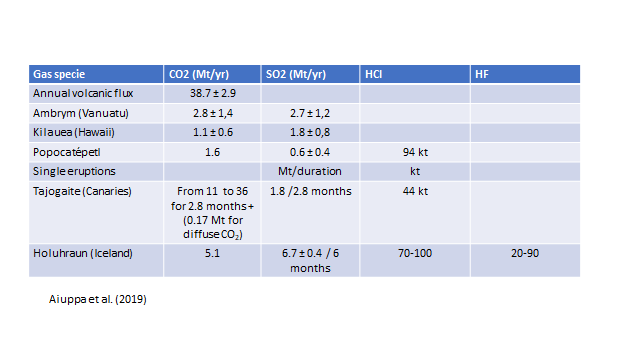 Gas specie CO2 (Mt/yr) SO2 (Mt/yr) HCl HF
Annual volcanic flux 38.7 ± 2.9
Ambrym (Vanuatu) 2.8 ± 1,4 2.7 ± 1,2
Kilauea (Hawaii) 1.1 ± 0.6 1.8 ± 0,8
Popocatépetl 1.6 0.6 ± 0.4 94 kt
Single eruptions Mt/duration kt
Tajogaite (Canaries) From 11 to 36 1.8 /2.8 months 44 kt
for 2.8 months +
(0.17 Mt for
diffuse CO₂)
Holuhraun (Iceland) 5.1 6.7 ± 0.4 / 6 70-100 20-90
months
Aiuppa et al. (2019)